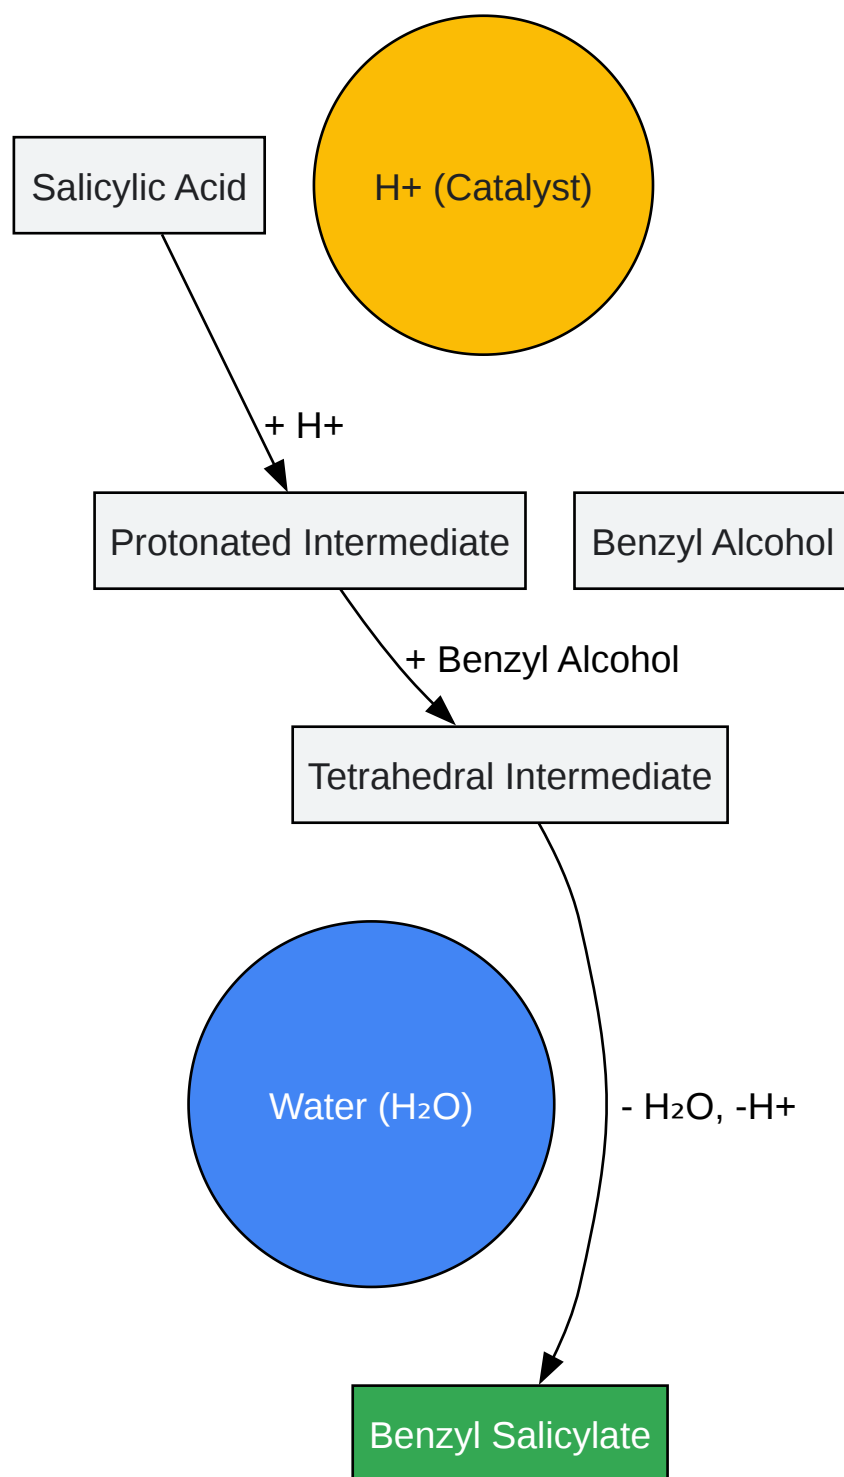 Salicylic Acid
H+ (Catalyst)
+ H+
Protonated Intermediate
Benzyl Alcohol
+ Benzyl Alcohol
Tetrahedral Intermediate
Water (H₂O)
- H₂O, -H+
Benzyl Salicylate